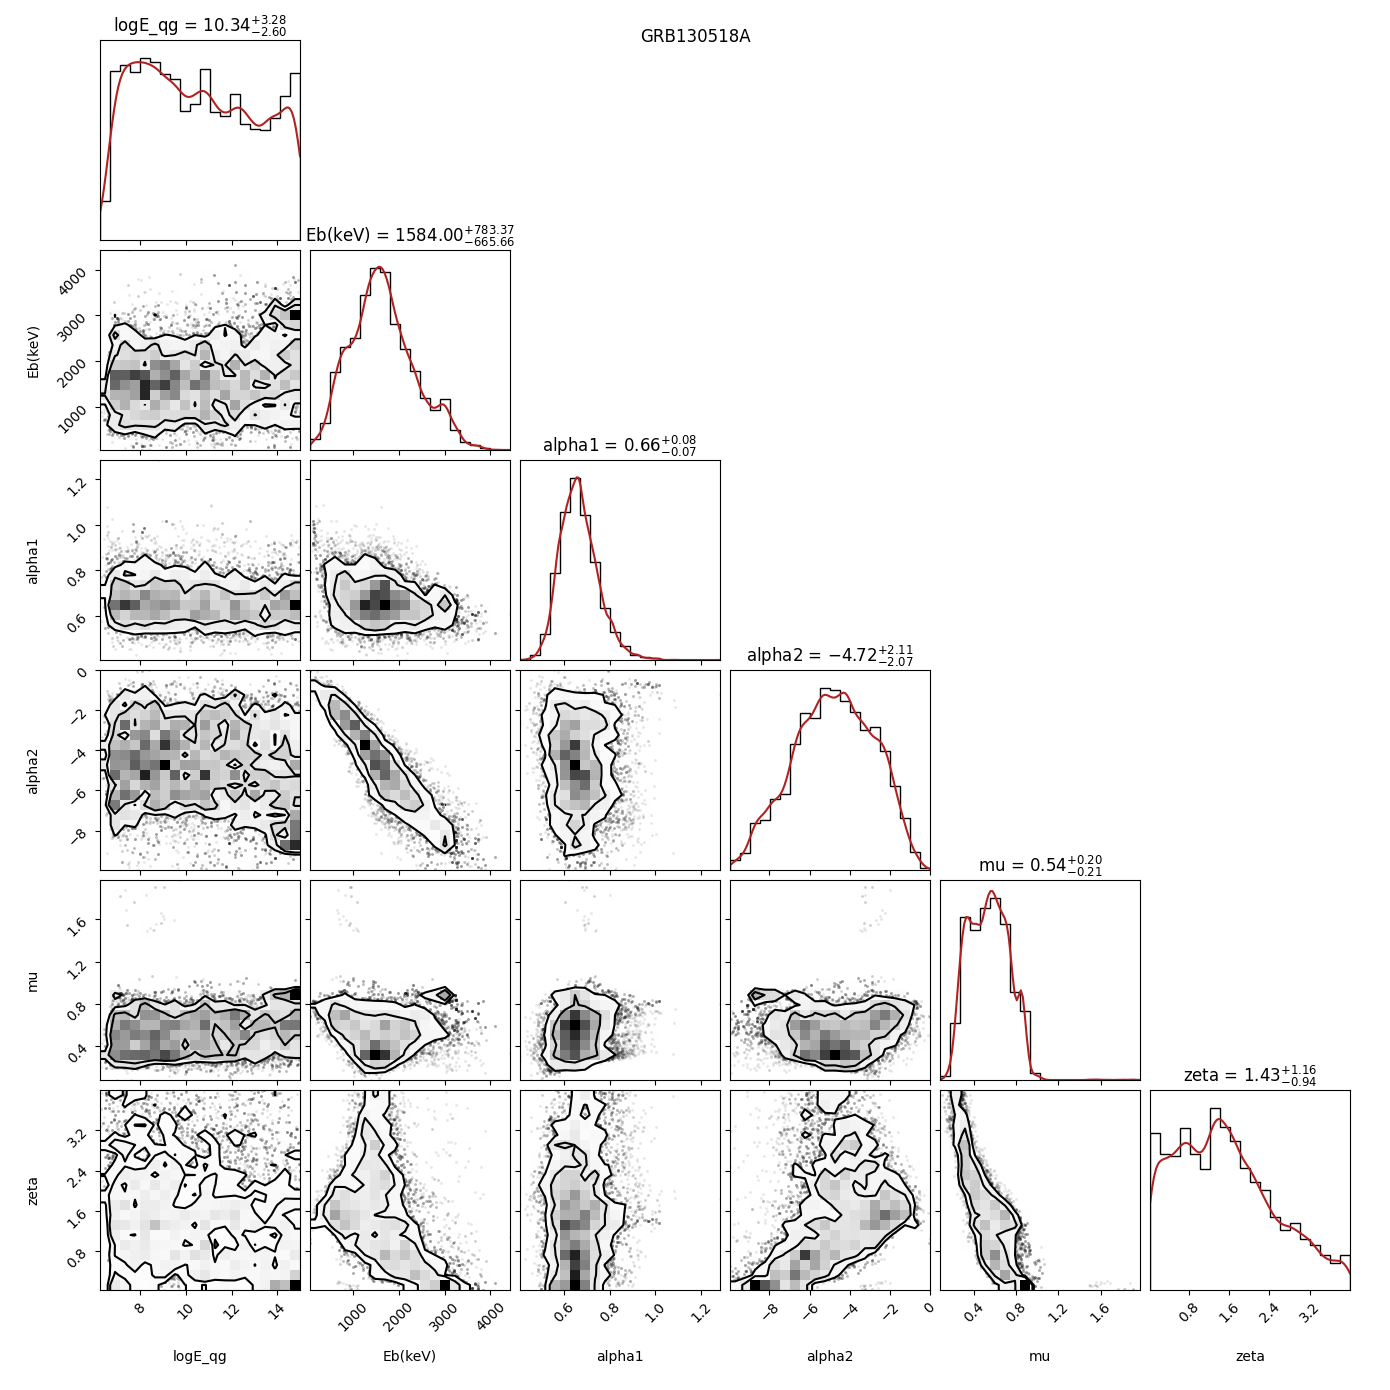 GRB130518A
logE_qg = 10.34 +3.28 −2.60
Eb(keV) = 1584.00 +783.37 −665.66
4000
3000
2000
1000
Eb(keV)
alpha1 = 0.66 +0.08 −0.07
1.2
1.0
0.8
0.6
alpha1
alpha2 = −4.72 +2.11 −2.07
0
−2
−4
−6
−8
alpha2
mu = 0.54 +0.20 −0.21
1.6
1.2
0.8
0.4
mu
zeta = 1.43 +1.16 −0.94
3.2
2.4
1.6
0.8
zeta
8 10 12 14 1000 2000 3000 4000 0.6 0.8 1.0 1.2 −8 −6 −4 −2 0 0.4 0.8 1.2 1.6 0.8 1.6 2.4 3.2
logE_qg Eb(keV) alpha1 alpha2 mu zeta